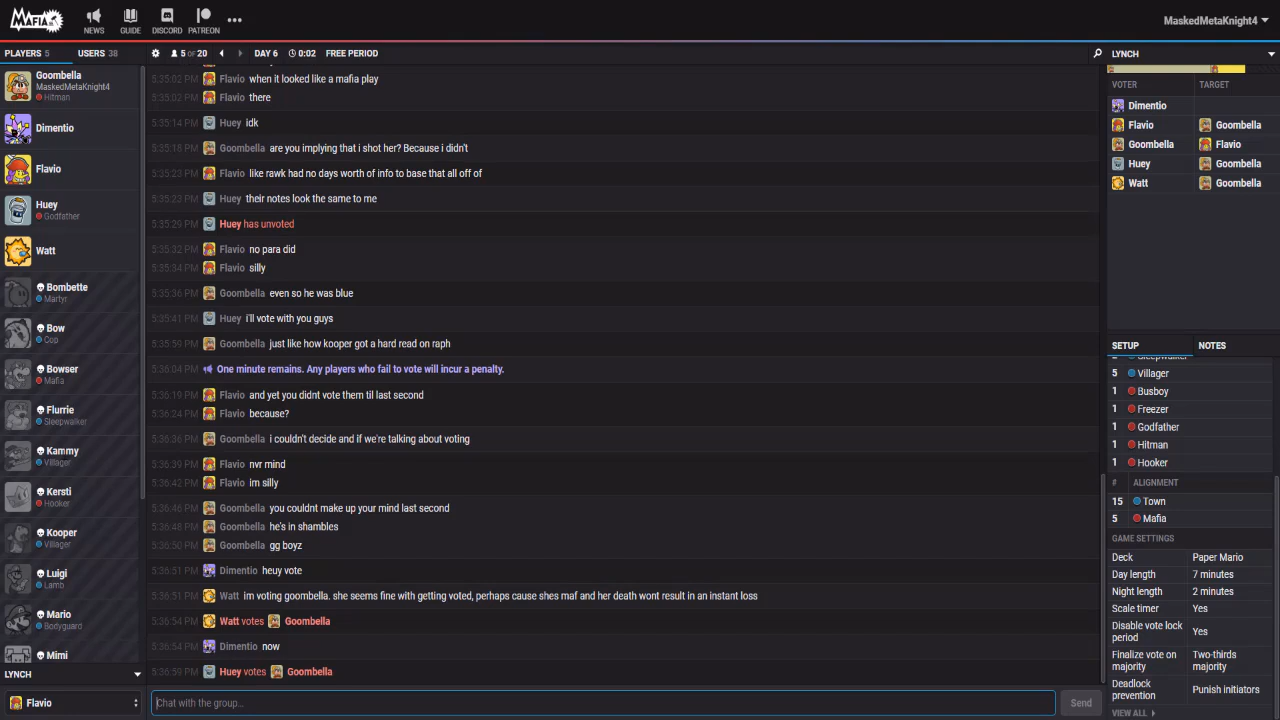 MAFIA
NEWS
GUIDE
DISCORD
PATREON
MaskedMetaKnight4
PLAYERS 5
USERS 38
5 OF 20
DAY 6
0:02
FREE PERIOD
LYNCH
Goombella
MaskedMetaKnight4
Hitman
Dimentio
Flavio
Huey
Godfather
Watt
Bombette
Martyr
Bow
Cop
Bowser
Mafia
Flurrie
Sleepwalker
Kammy
Villager
Kersti
Hooker
Kooper
Villager
Luigi
Lamb
Mario
Bodyguard
Mimi
LYNCH
Flavio
5:35:02 PM Flavio when it looked like a mafia play
5:35:02 PM Flavio there
5:35:14 PM Huey idk
5:35:18 PM Goombella are you implying that i shot her? Because i didn't
5:35:23 PM Flavio like rawk had no days worth of info to base that all off of
5:35:23 PM Huey their notes look the same to me
5:35:29 PM Huey has unvoted
5:35:32 PM Flavio no para did
5:35:34 PM Flavio silly
5:35:36 PM Goombella even so he was blue
5:35:41 PM Huey i'll vote with you guys
5:35:59 PM Goombella just like how kooper got a hard read on raph
5:36:04 PM One minute remains. Any players who fail to vote will incur a penalty.
5:36:19 PM Flavio and yet you didnt vote them til last second
5:36:24 PM Flavio because?
5:36:36 PM Goombella i couldn't decide and if we're talking about voting
5:36:39 PM Flavio nvr mind
5:36:42 PM Flavio im silly
5:36:46 PM Goombella you couldnt make up your mind last second
5:36:48 PM Goombella he's in shambles
5:36:50 PM Goombella gg boyz
5:36:51 PM Dimentio heuy vote
5:36:51 PM Watt im voting goombella. she seems fine with getting voted, perhaps cause shes maf and her death wont result in an instant loss
5:36:54 PM Watt votes Goombella
5:36:54 PM Dimentio now
5:36:59 PM Huey votes Goombella
Chat with the group...
Send
VOTER TARGET
Dimentio
Flavio Goombella
Goombella Flavio
Huey Goombella
Watt Goombella
SETUP
NOTES
Sleepwalker
5 Villager
1 Busboy
1 Freezer
1 Godfather
1 Hitman
1 Hooker
# ALIGNMENT
15 Town
5 Mafia
GAME SETTINGS
Deck Paper Mario
Day length 7 minutes
Night length 2 minutes
Scale timer Yes
Disable vote lock period Yes
Finalize vote on majority Two-thirds majority
Deadlock prevention Punish initiators
VIEW ALL